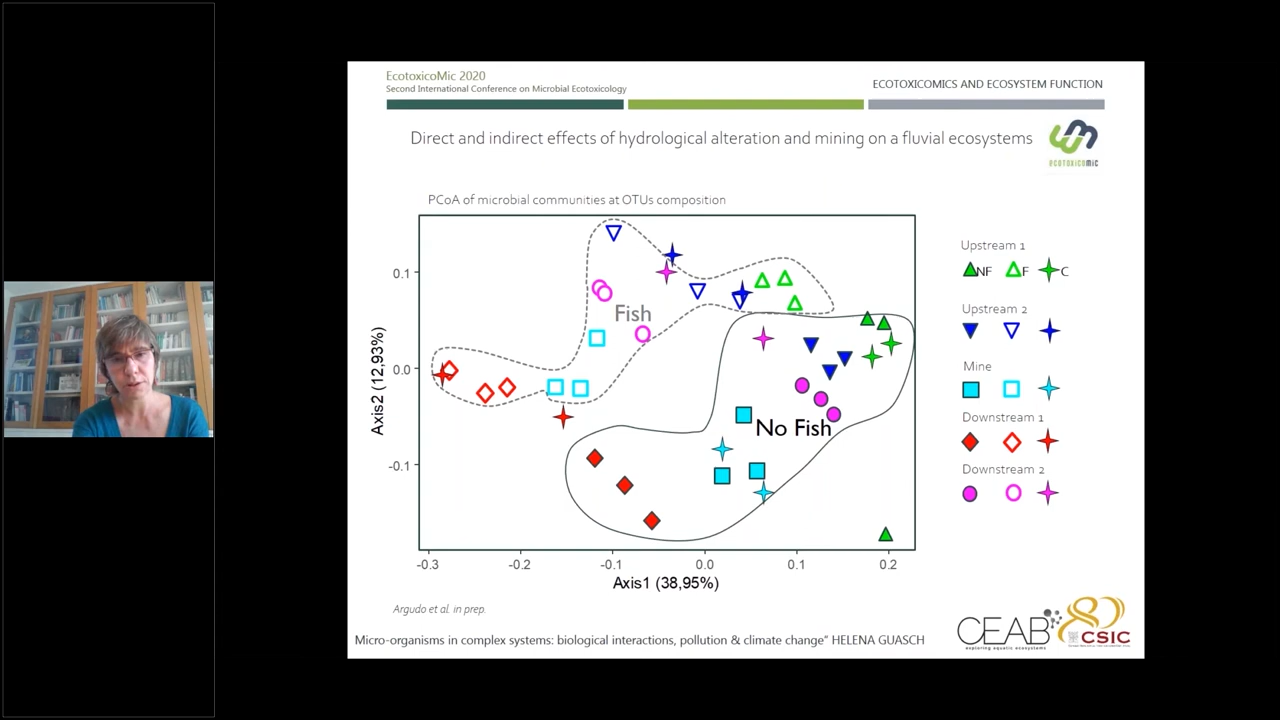 EcotoxicoMic 2020
Second International Conference on Microbial Ecotoxicology
ECOTOXICOMICS AND ECOSYSTEM FUNCTION
Direct and indirect effects of hydrological alteration and mining on a fluvial ecosystems
ecotoxicomic
PCoA of microbial communities at OTUs composition
Upstream 1
NF F C
Upstream 2
Mine
Downstream 1
Downstream 2
Fish
No Fish
Axis2 (12,93%)
0.1
0.0
-0.1
-0.3 -0.2 -0.1 0.0 0.1 0.2
Axis1 (38,95%)
Argudo et al. in prep.
Micro-organisms in complex systems: biological interactions, pollution & climate change" HELENA GUASCH
CEAB
exploring aquatic ecosystems
80
CSIC